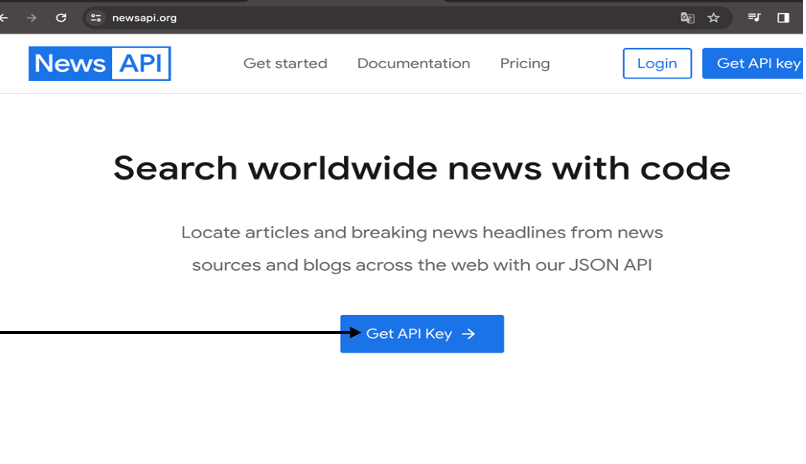 newsapi.org
News API
Get started
Documentation
Pricing
Login
Get API key
Search worldwide news with code
Locate articles and breaking news headlines from news
sources and blogs across the web with our JSON API
Get API Key →